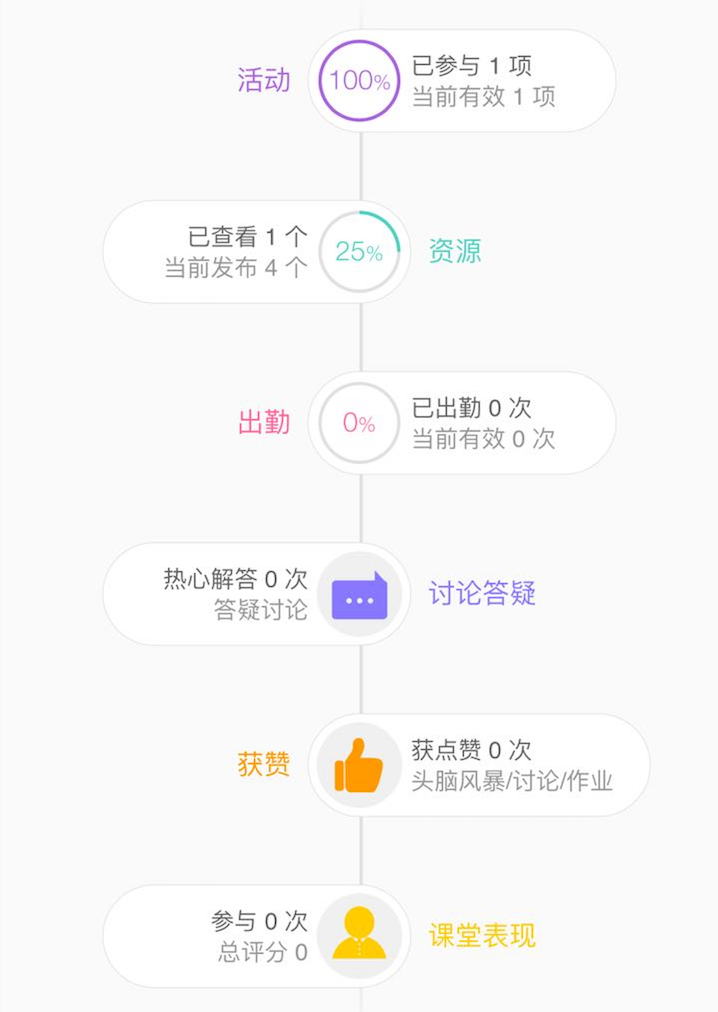 活动
100%
已参与 1 项
当前有效 1 项
已查看 1 个
当前发布 4 个
25%
资源
出勤
0%
已出勤 0 次
当前有效 0 次
热心解答 0 次
答疑讨论
讨论答疑
获赞
获点赞 0 次
头脑风暴/讨论/作业
参与 0 次
总评分 0
课堂表现